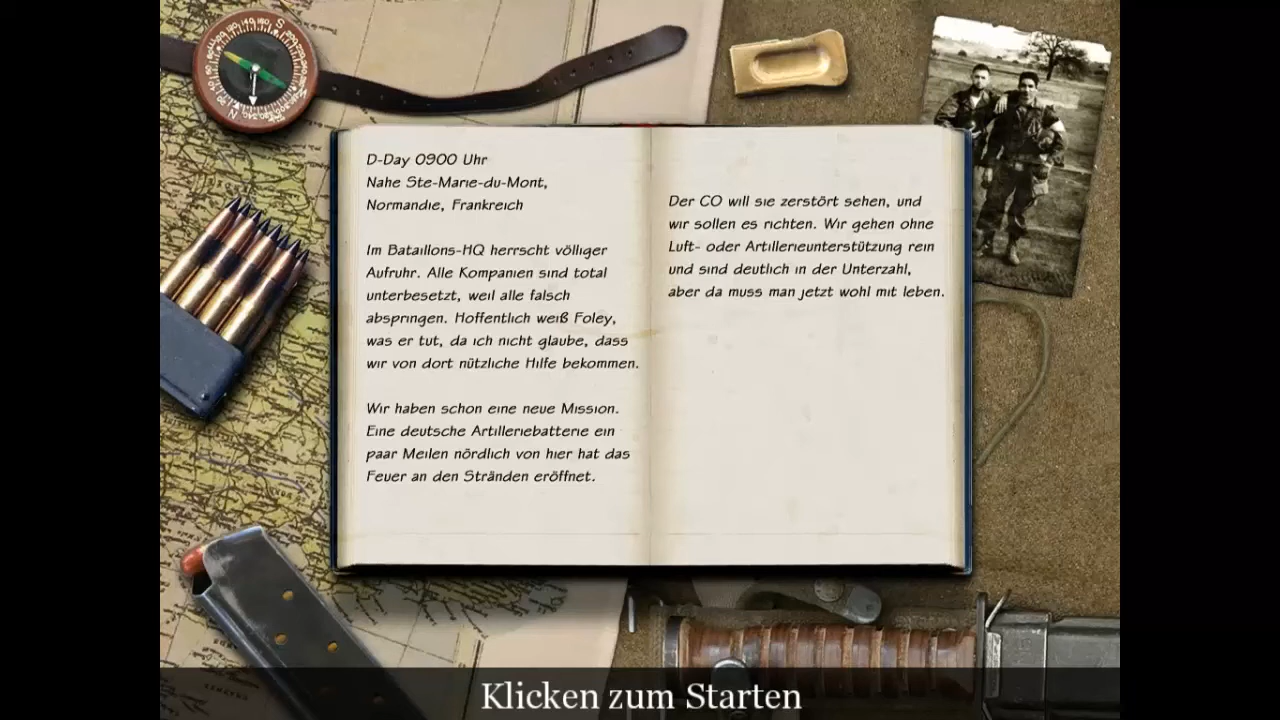 D-Day 0900 Uhr
Nahe Ste-Marie-du-Mont,
Normandie, Frankreich
Im Bataillons-HQ herrscht völliger
Aufruhr. Alle Kompanien sind total
unterbesetzt, weil alle falsch
abspringen. Hoffentlich weiß Foley,
was er tut, da ich nicht glaube, dass
wir von dort nützliche Hilfe bekommen.
Wir haben schon eine neue Mission.
Eine deutsche Artilleriebatterie ein
paar Meilen nördlich von hier hat das
Feuer an den Stränden eröffnet.
Der CO will sie zerstört sehen, und
wir sollen es richten. Wir gehen ohne
Luft- oder Artillerieunterstützung rein
und sind deutlich in der Unterzahl,
aber da muss man jetzt wohl mit leben.
Klicken zum Starten